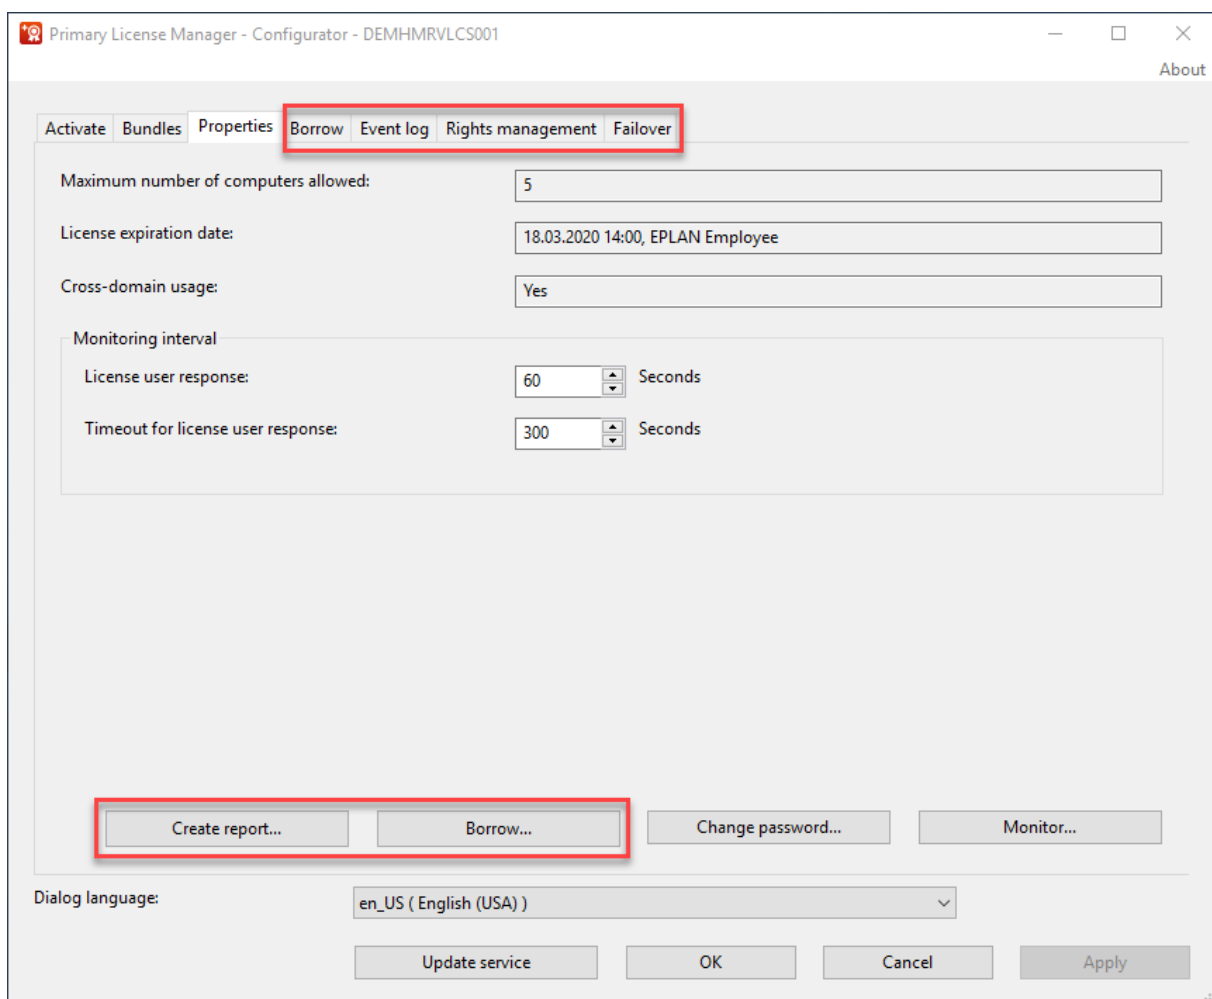 Primary License Manager - Configurator - DEMHMRVLCS001
About
Activate Bundles Properties Borrow Event log Rights management Failover
Maximum number of computers allowed: 5
License expiration date: 18.03.2020 14:00, EPLAN Employee
Cross-domain usage: Yes
Monitoring interval
License user response: 60 Seconds
Timeout for license user response: 300 Seconds
Create report... Borrow... Change password... Monitor...
Dialog language: en_US ( English (USA) )
Update service OK Cancel Apply